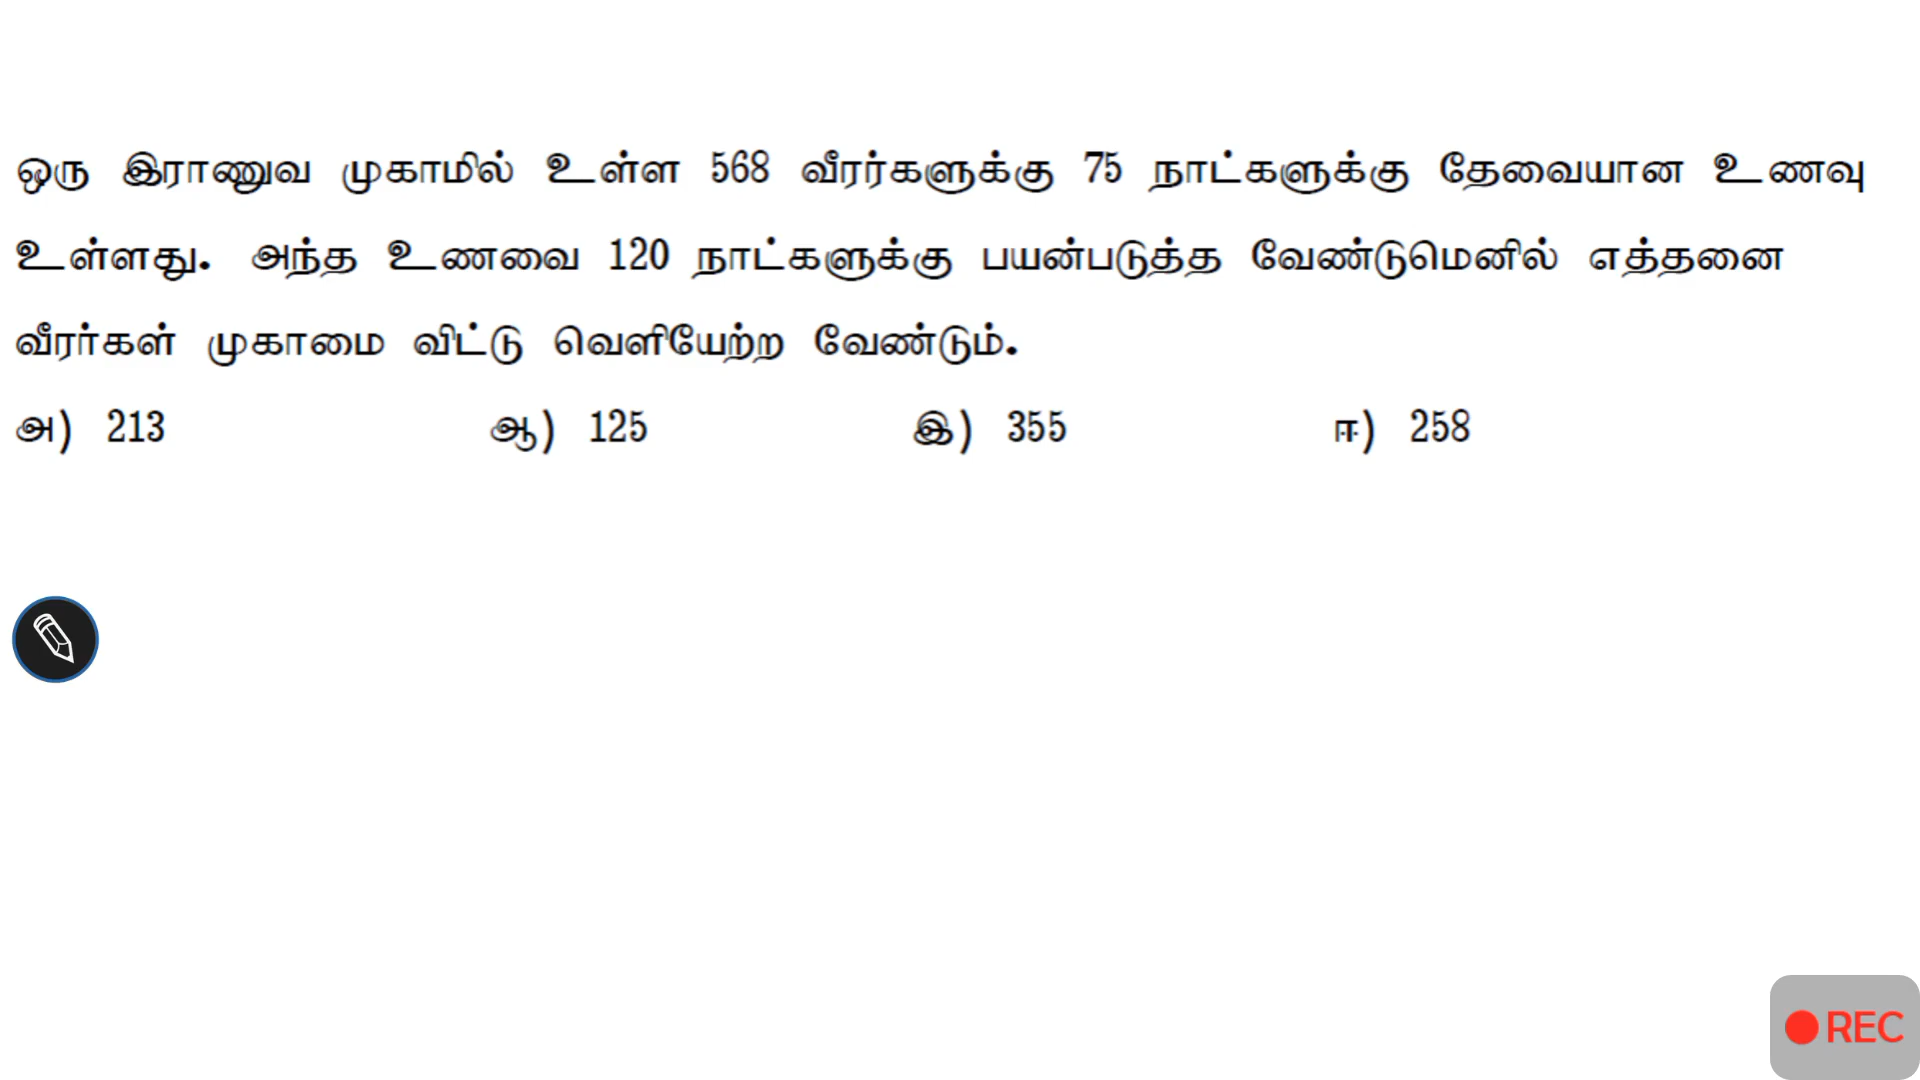 ஒரு இராணுவ முகாமில் உள்ள 568 வீரர்களுக்கு 75 நாட்களுக்கு தேவையான உணவு
உள்ளது. அந்த உணவை 120 நாட்களுக்கு பயன்படுத்த வேண்டுமெனில் எத்தனை
வீரர்கள் முகாமை விட்டு வெளியேற்ற வேண்டும்.
அ) 213 ஆ) 125 இ) 355 ஈ) 258
REC